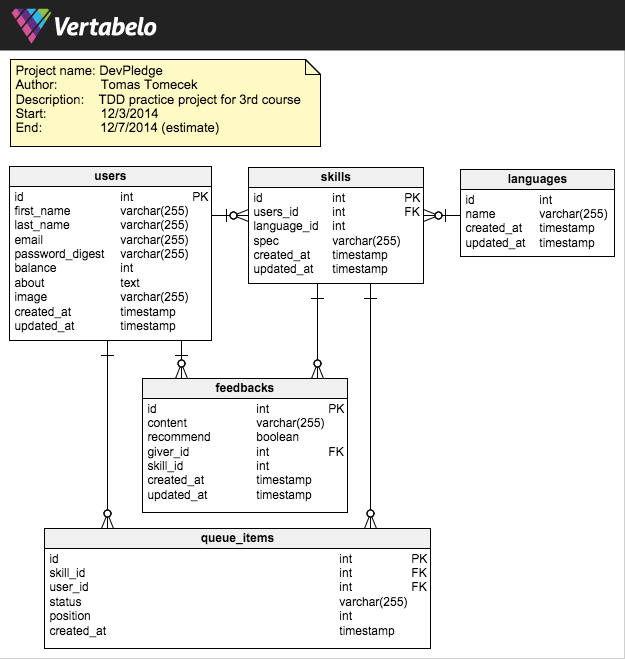 Vertabelo
Project name: DevPledge
Author: Tomas Tomecek
Description: TDD practice project for 3rd course
Start: 12/3/2014
End: 12/7/2014 (estimate)
users
id int PK
first_name varchar(255)
last_name varchar(255)
email varchar(255)
password_digest varchar(255)
balance int
about text
image varchar(255)
created_at timestamp
updated_at timestamp
skills
id int PK
users_id int FK
language_id int
spec varchar(255)
created_at timestamp
updated_at timestamp
languages
id int
name varchar(255)
created_at timestamp
updated_at timestamp
feedbacks
id int PK
content varchar(255)
recommend boolean
giver_id int FK
skill_id int
created_at timestamp
updated_at timestamp
queue_items
id int PK
skill_id int FK
user_id int FK
status varchar(255)
position int
created_at timestamp